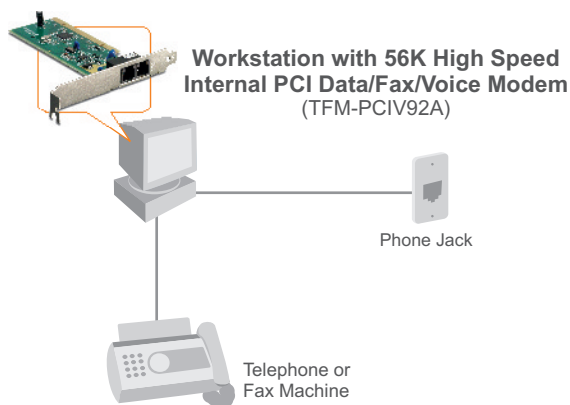 Workstation with 56K High Speed
Internal PCI Data/Fax/Voice Modem
(TFM-PCIV92A)
Phone Jack
Telephone or
Fax Machine